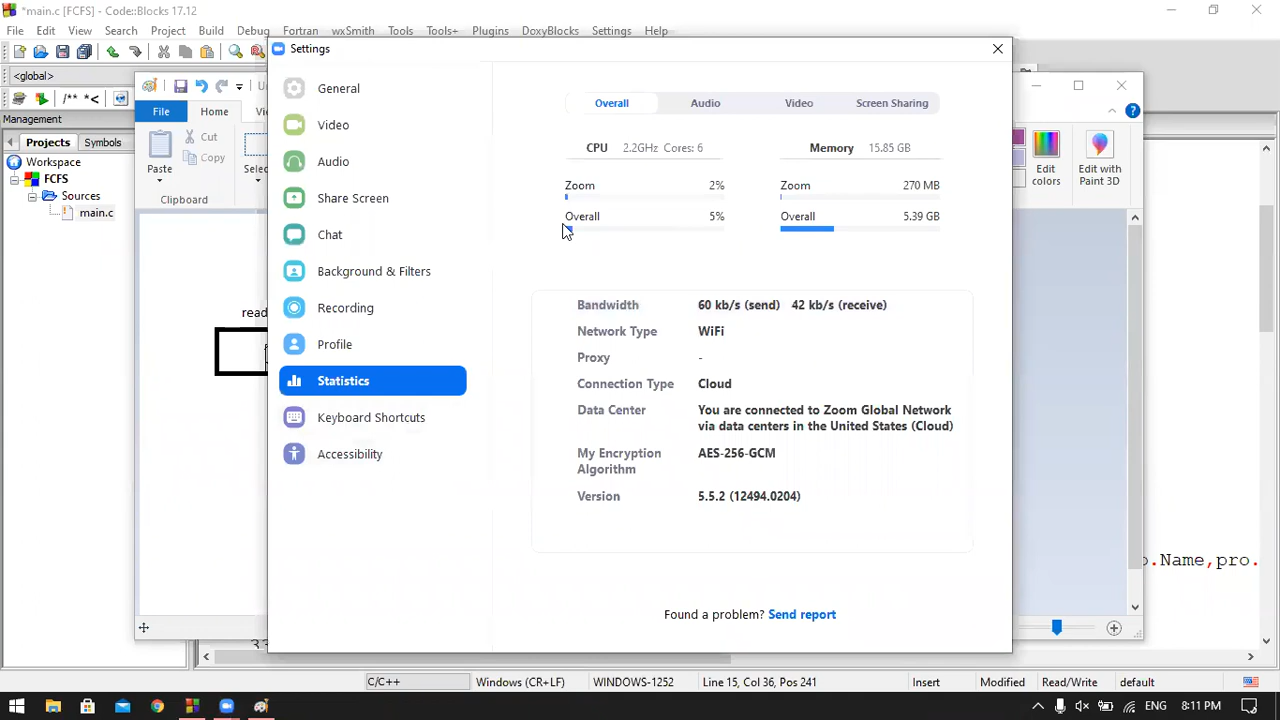 *main.c [FCFS] - Code::Blocks 17.12
File Edit View Search Project Build Debug Fortran wxSmith Tools Tools+ Plugins DoxyBlocks Settings Help
<global>
/** *<
Management
Projects Symbols
Workspace
FCFS
Sources
main.c
File Home
Paste
Cut
Copy
Clipboard
Edit
colors
Edit with
Paint 3D
read
Settings
General
Video
Audio
Share Screen
Chat
Background & Filters
Recording
Profile
Statistics
Keyboard Shortcuts
Accessibility
Overall Audio Video Screen Sharing
CPU 2.2GHz Cores: 6 Memory 15.85 GB
Zoom 2% Zoom 270 MB
Overall 5% Overall 5.39 GB
Bandwidth 60 kb/s (send) 42 kb/s (receive)
Network Type WiFi
Proxy -
Connection Type Cloud
Data Center You are connected to Zoom Global Network
via data centers in the United States (Cloud)
My Encryption AES-256-GCM
Algorithm
Version 5.5.2 (12494.0204)
Found a problem? Send report
.Name,pro.
C/C++ Windows (CR+LF) WINDOWS-1252 Line 15, Col 36, Pos 241 Insert Modified Read/Write default
ENG 8:11 PM